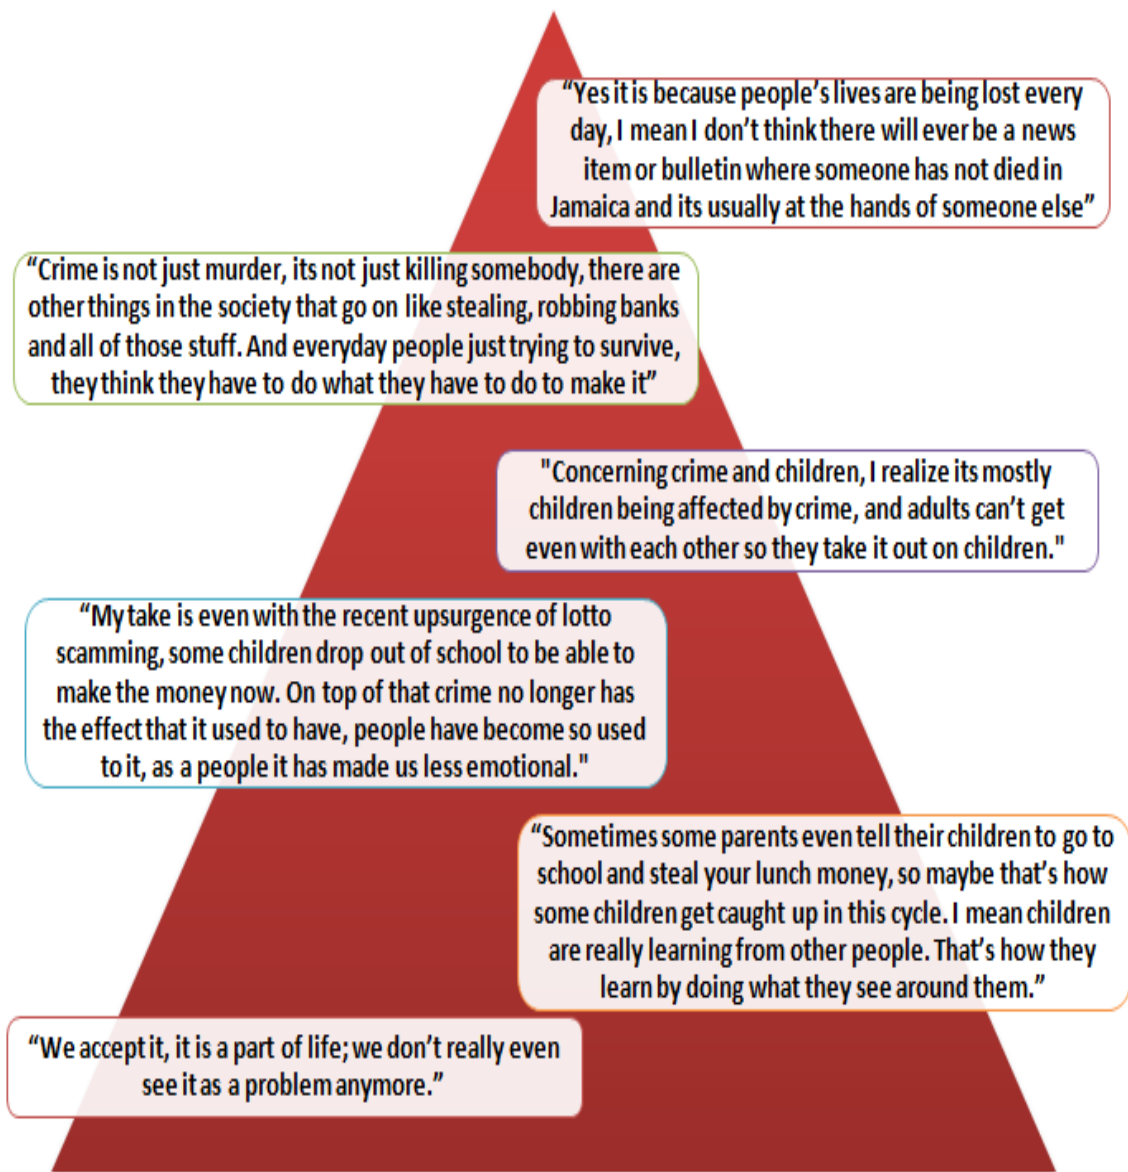 “Yes it is because people’s lives are being lost every
day, I mean I don’t think there will ever be a news
item or bulletin where someone has not died in
Jamaica and its usually at the hands of someone else”
“Crime is not just murder, its not just killing somebody, there are
other things in the society that go on like stealing, robbing banks
and all of those stuff. And everyday people just trying to survive,
they think they have to do what they have to do to make it”
"Concerning crime and children, I realize its mostly
children being affected by crime, and adults can’t get
even with each other so they take it out on children."
“My take is even with the recent upsurgence of lotto
scamming, some children drop out of school to be able to
make the money now. On top of that crime no longer has
the effect that it used to have, people have become so used
to it, as a people it has made us less emotional."
“Sometimes some parents even tell their children to go to
school and steal your lunch money, so maybe that’s how
some children get caught up in this cycle. I mean children
are really learning from other people. That’s how they
learn by doing what they see around them.”
“We accept it, it is a part of life; we don’t really even
see it as a problem anymore.”